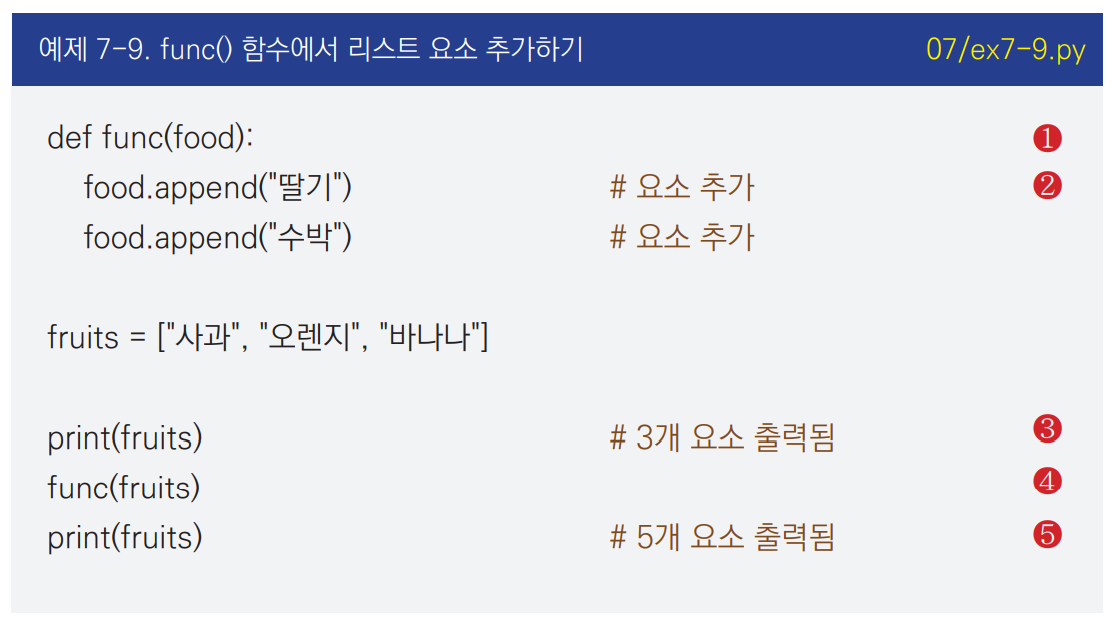 예제 7-9. func() 함수에서 리스트 요소 추가하기 07/ex7-9.py
def func(food): ❶
food.append("딸기") # 요소 추가 ❷
food.append("수박") # 요소 추가
fruits = ["사과", "오렌지", "바나나"]
print(fruits) # 3개 요소 출력됨 ❸
func(fruits) ❹
print(fruits) # 5개 요소 출력됨 ❺